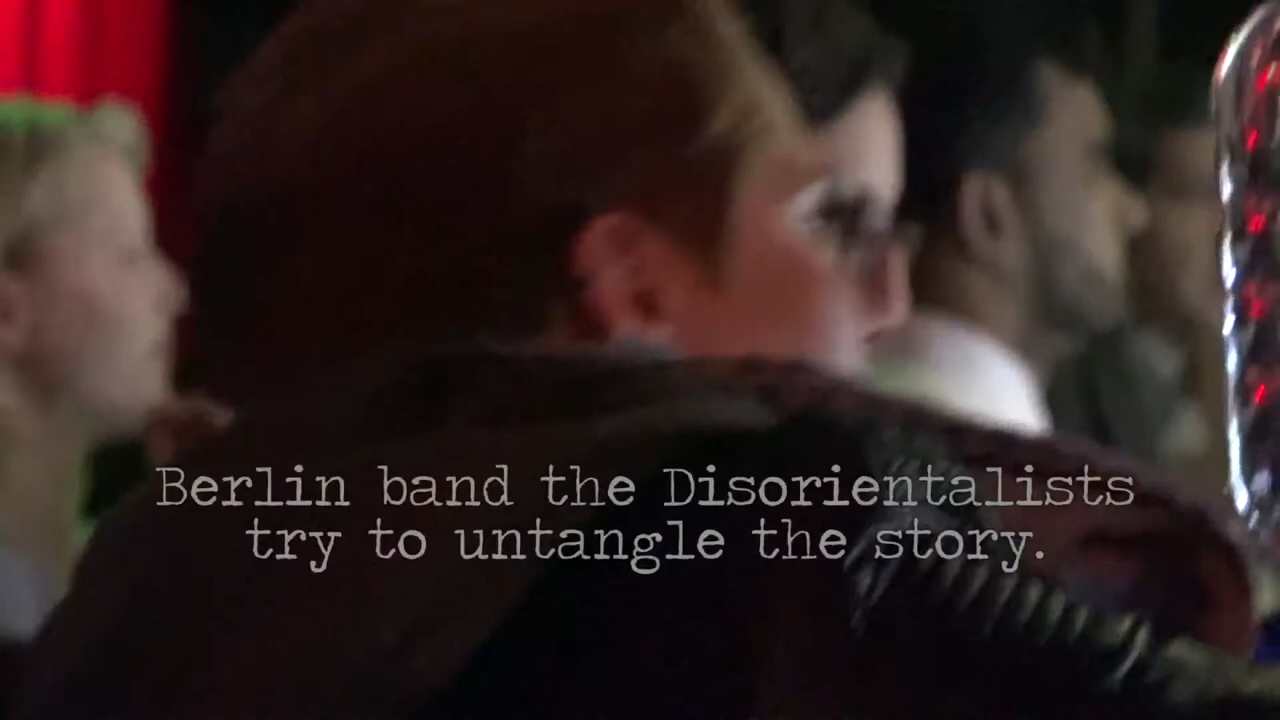 Berlin band the Disorientalists
try to untangle the story.